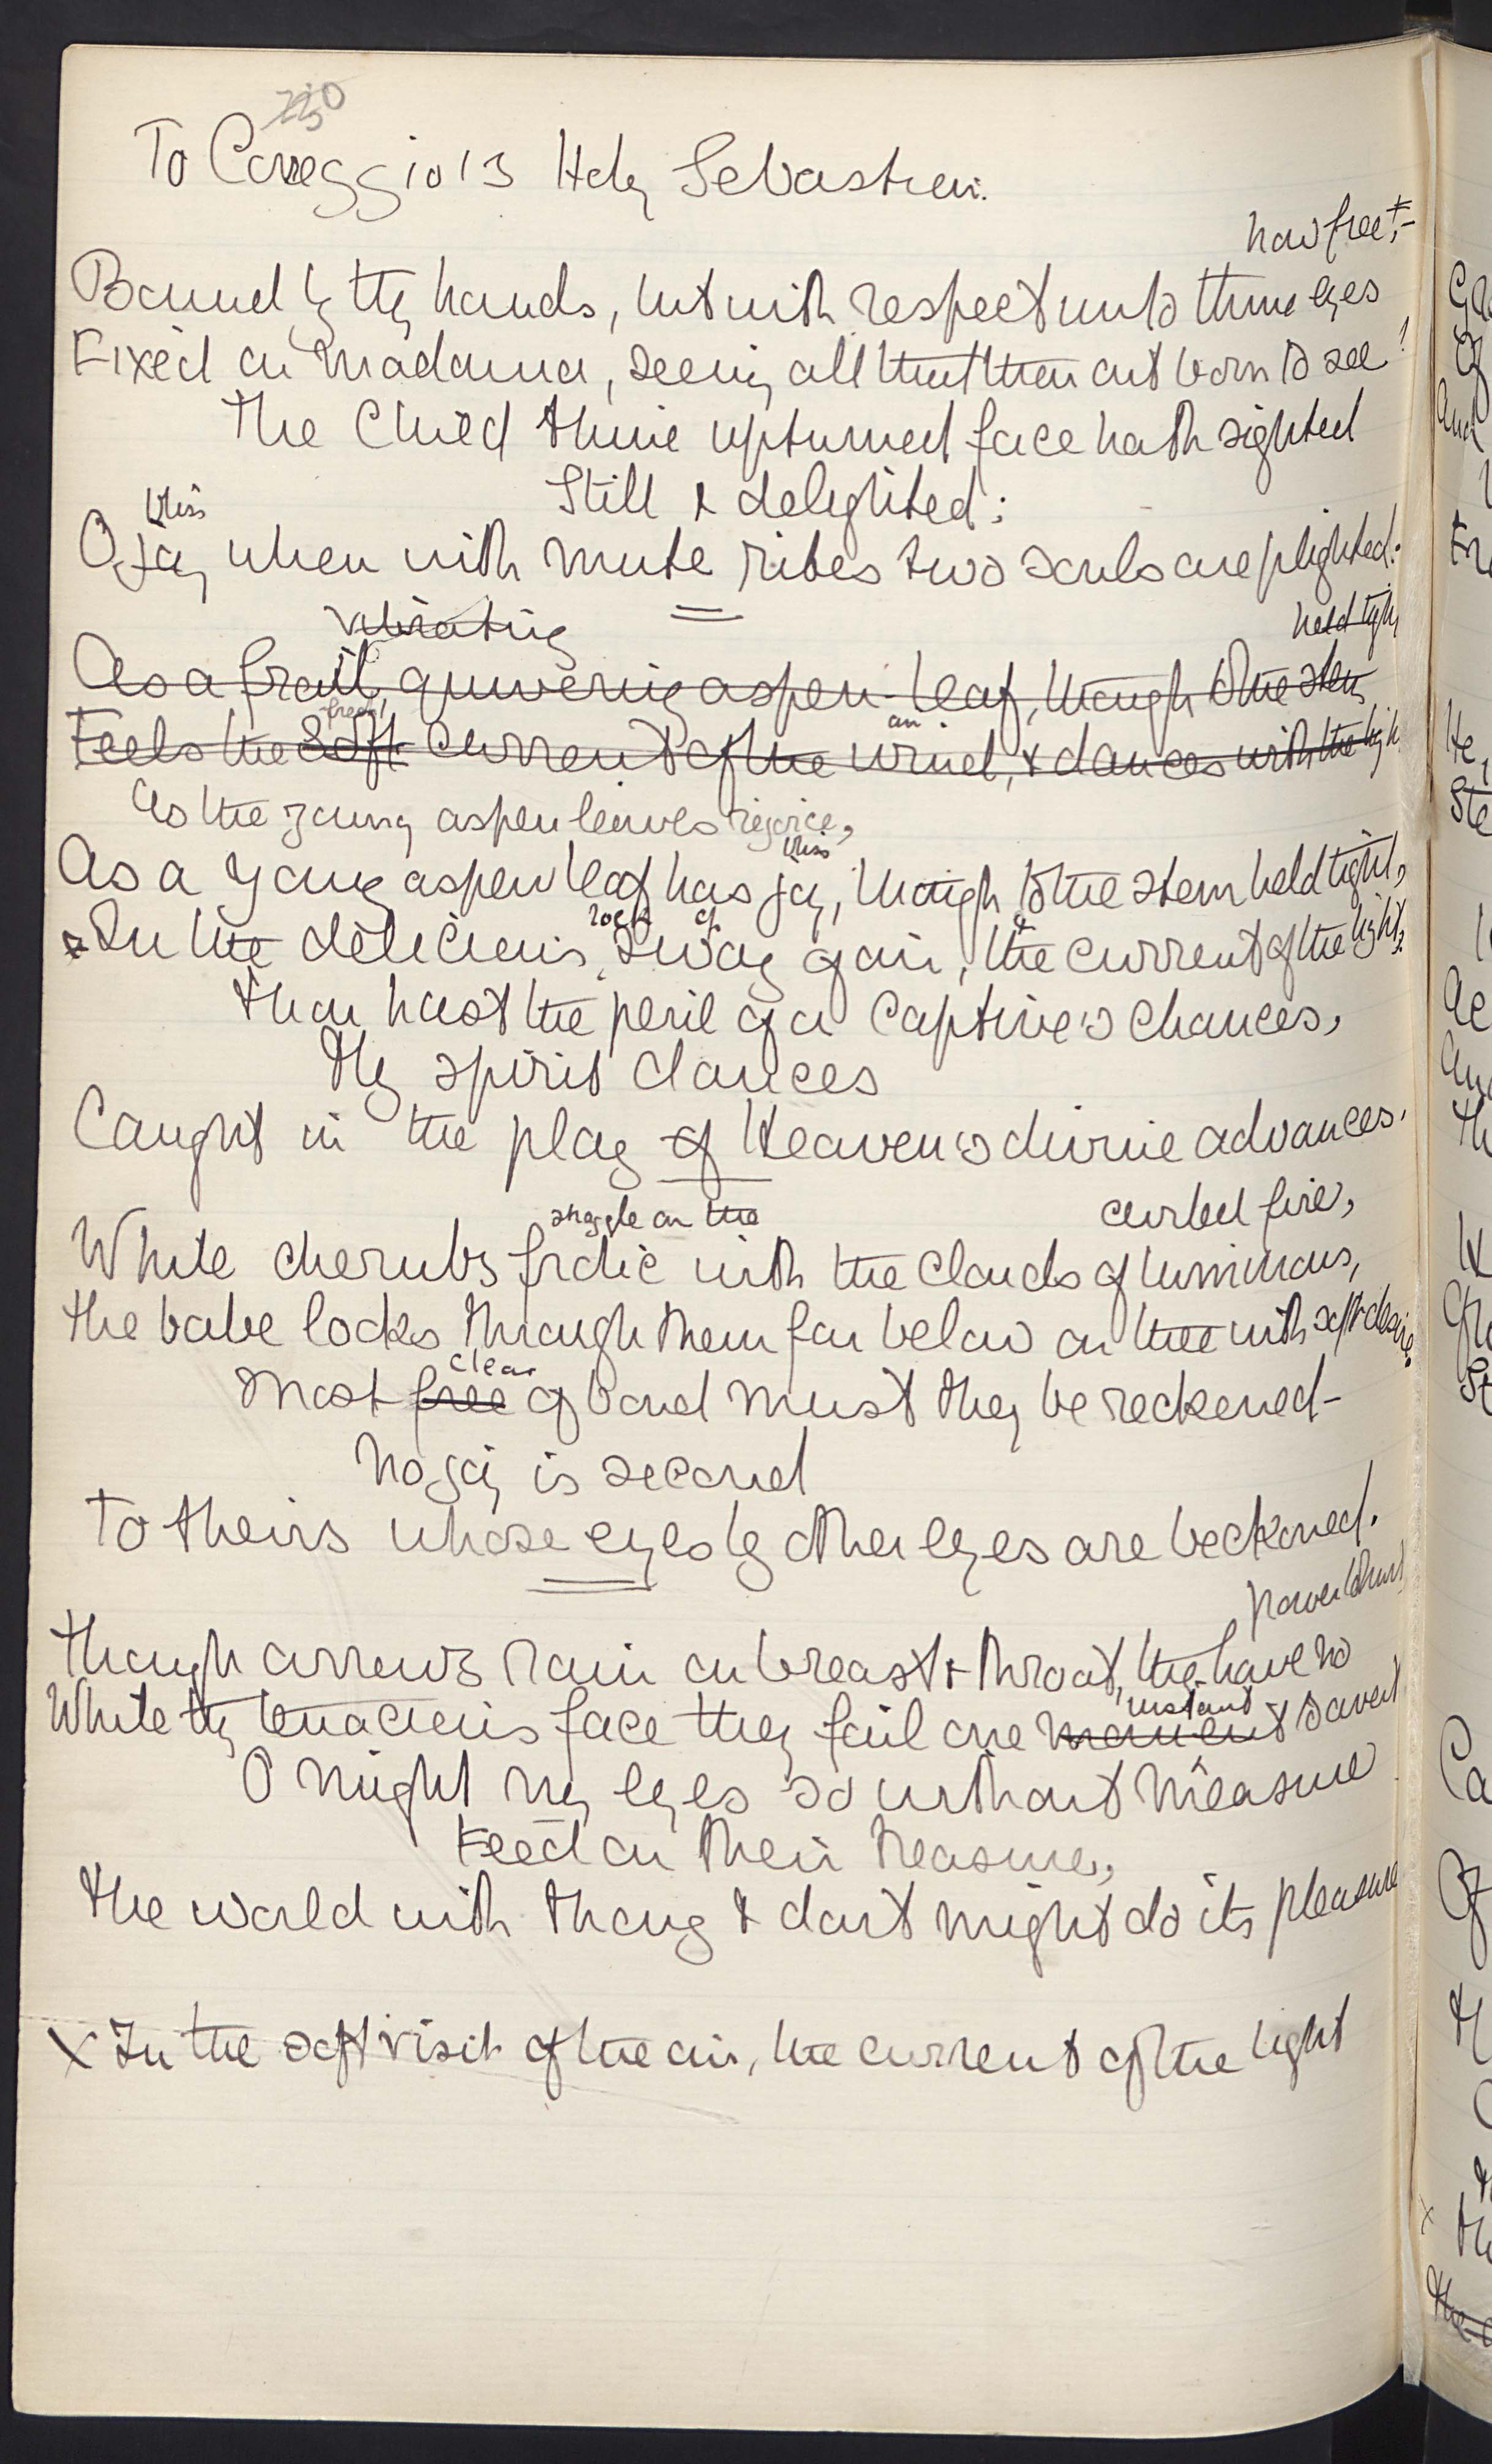 To Correggio's Holy Sebastian.
how free, -
Bound by thy hands, but with respect unto thine eyes
Fixed on Madonna, seeing all that thou art born to see!
The Child thine upturned face hath sighted
Still & delighted:
bliss
O joy when with mute rites two souls are plighted:
vibrating
held tight
As a frail, quivering aspen-leaf, though to the stem
fresh an
Feels the soft current of the wind, & dances with the light
As the young aspen leaves rejoice,
bliss
As a young aspen leaf has joy, though to the stem held tight,
rock of &
x In the delicious sway of air, the current of the light:
Thou hast the peril of a captive's chances,
Thy spirit dances
Caught in the play of Heaven's divine advances.
struggle on the curled fire,
White cherubs frolic with the clouds of luminous,
The babe looks through them far below on thee with soft desire.
clear
Most free of bond must they be reckoned -
No joy is second
To theirs whose eyes by other eyes are beckoned.
power to hurt
Though arrows rain on breast & throat, they have no
instant
While thy tenacious face they fail one moment to avert
O might my eyes so without measure
Feed on their treasure,
The world with thong & dart might do its pleasure
x In the soft visit of the air, the current of the light